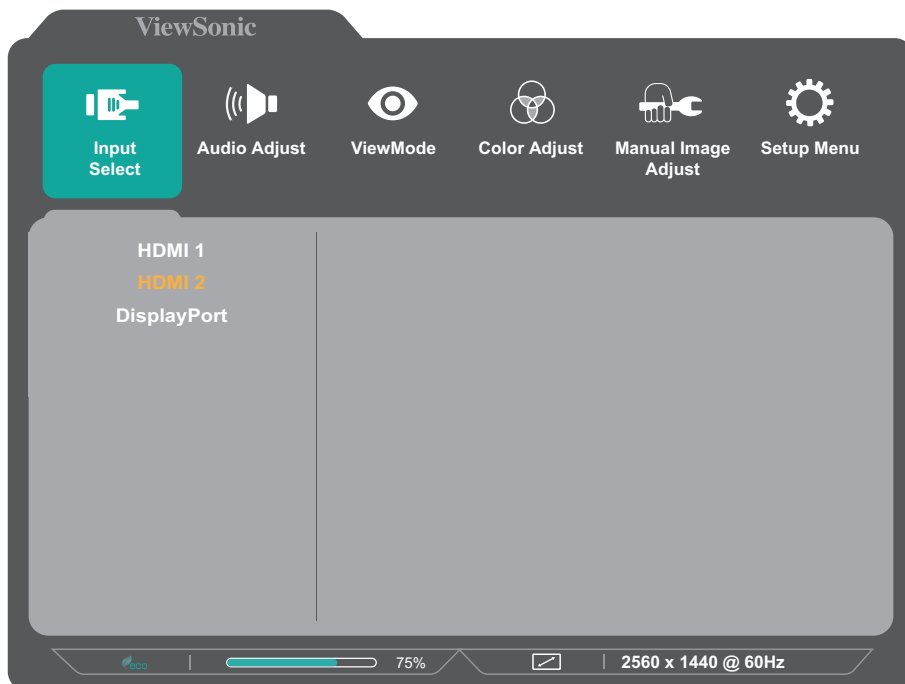 ViewSonic
Input
Select
Audio Adjust
ViewMode
Color Adjust
Manual Image
Adjust
Setup Menu
HDMI 1
HDMI 2
DisplayPort
eco
75%
2560 x 1440 @ 60Hz